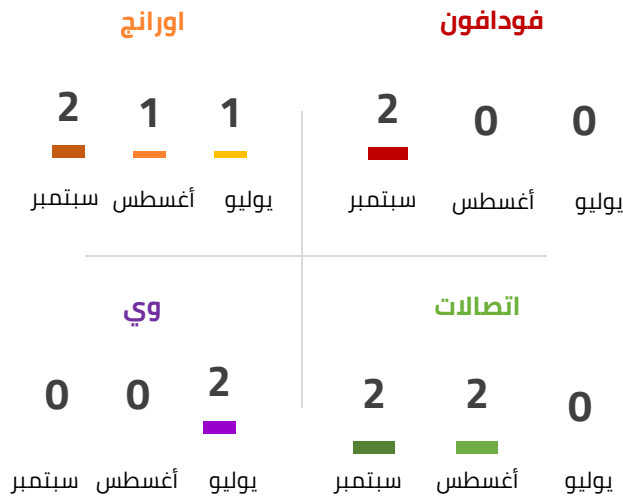 فودافون
0 0 2
يوليو أغسطس سبتمبر
اورانج
1 1 2
يوليو أغسطس سبتمبر
اتصالات
0 2 2
يوليو أغسطس سبتمبر
وي
2 0 0
يوليو أغسطس سبتمبر